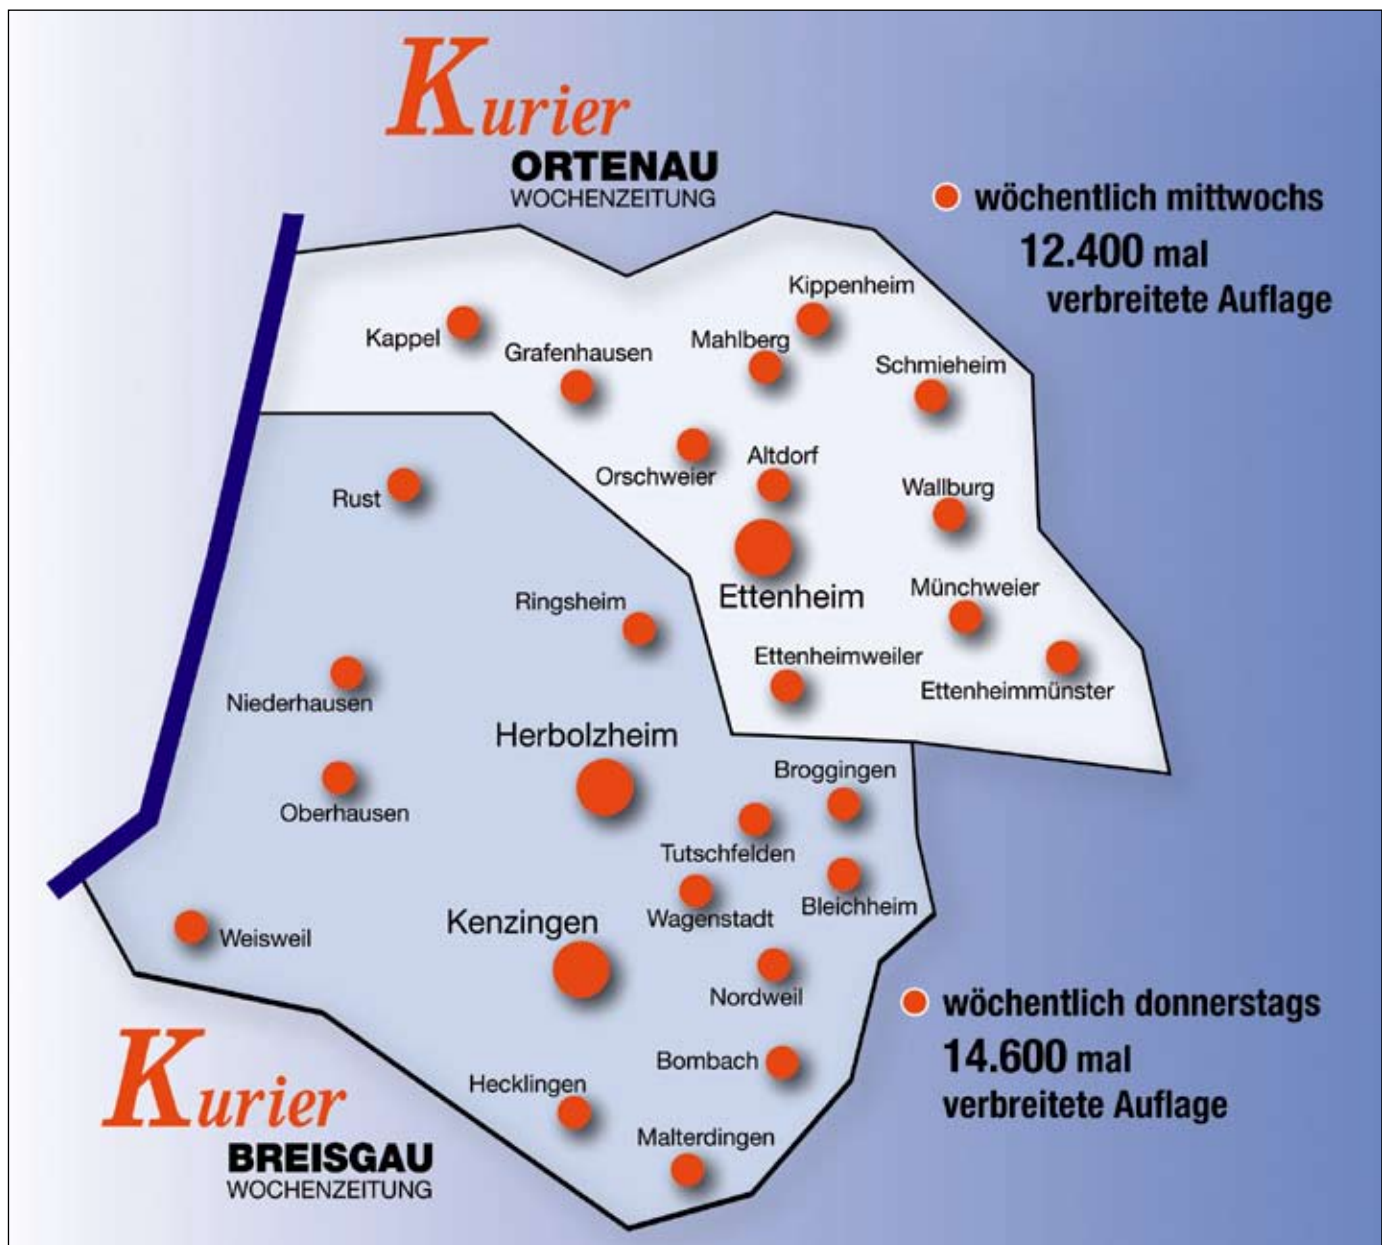 Kurier
ORTENAU
WOCHENZEITUNG
wöchentlich mittwochs
12.400 mal
verbreitete Auflage
Kippenheim
Kappel
Mahlberg
Grafenhausen
Schmieheim
Altdorf
Orschweier
Wallburg
Rust
Münchweier
Ettenheim
Ringsheim
Ettenheimweiler
Ettenheimmünster
Niederhausen
Herbolzheim
Broggingen
Oberhausen
Tutschfelden
Bleichheim
Wagenstadt
Kenzingen
Weisweil
Nordweil
wöchentlich donnerstags
14.600 mal
verbreitete Auflage
Bombach
Hecklingen
Malterdingen
Kurier
BREISGAU
WOCHENZEITUNG